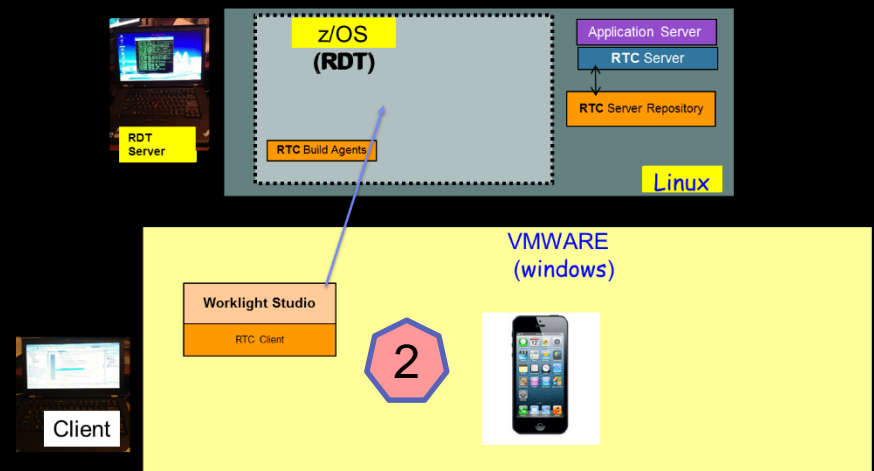 z/OS
(RDT)
Application Server
RTC Server
RTC Server Repository
RDT
Server
RTC Build Agents
Linux
VMWARE
(windows)
Worklight Studio
RTC Client
2
Client